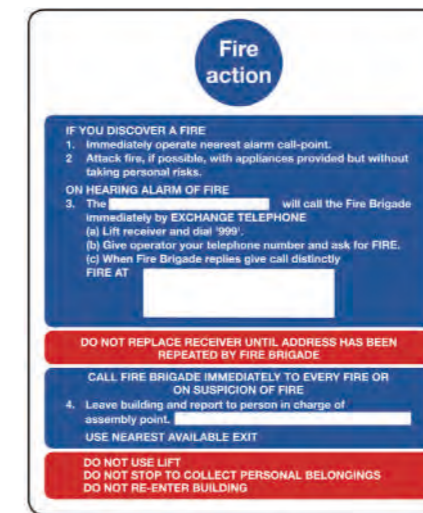 Fire
action
IF YOU DISCOVER A FIRE
1. Immediately operate nearest alarm call-point.
2 Attack fire, if possible, with appliances provided but without
taking personal risks.
ON HEARING ALARM OF FIRE
3. The will call the Fire Brigade
immediately by EXCHANGE TELEPHONE
(a) Lift receiver and dial '999'.
(b) Give operator your telephone number and ask for FIRE.
(c) When Fire Brigade replies give call distinctly
FIRE AT
DO NOT REPLACE RECEIVER UNTIL ADDRESS HAS BEEN
REPEATED BY FIRE BRIGADE
CALL FIRE BRIGADE IMMEDIATELY TO EVERY FIRE OR
ON SUSPICION OF FIRE
4. Leave building and report to person in charge of
assembly point.
USE NEAREST AVAILABLE EXIT
DO NOT USE LIFT
DO NOT STOP TO COLLECT PERSONAL BELONGINGS
DO NOT RE-ENTER BUILDING